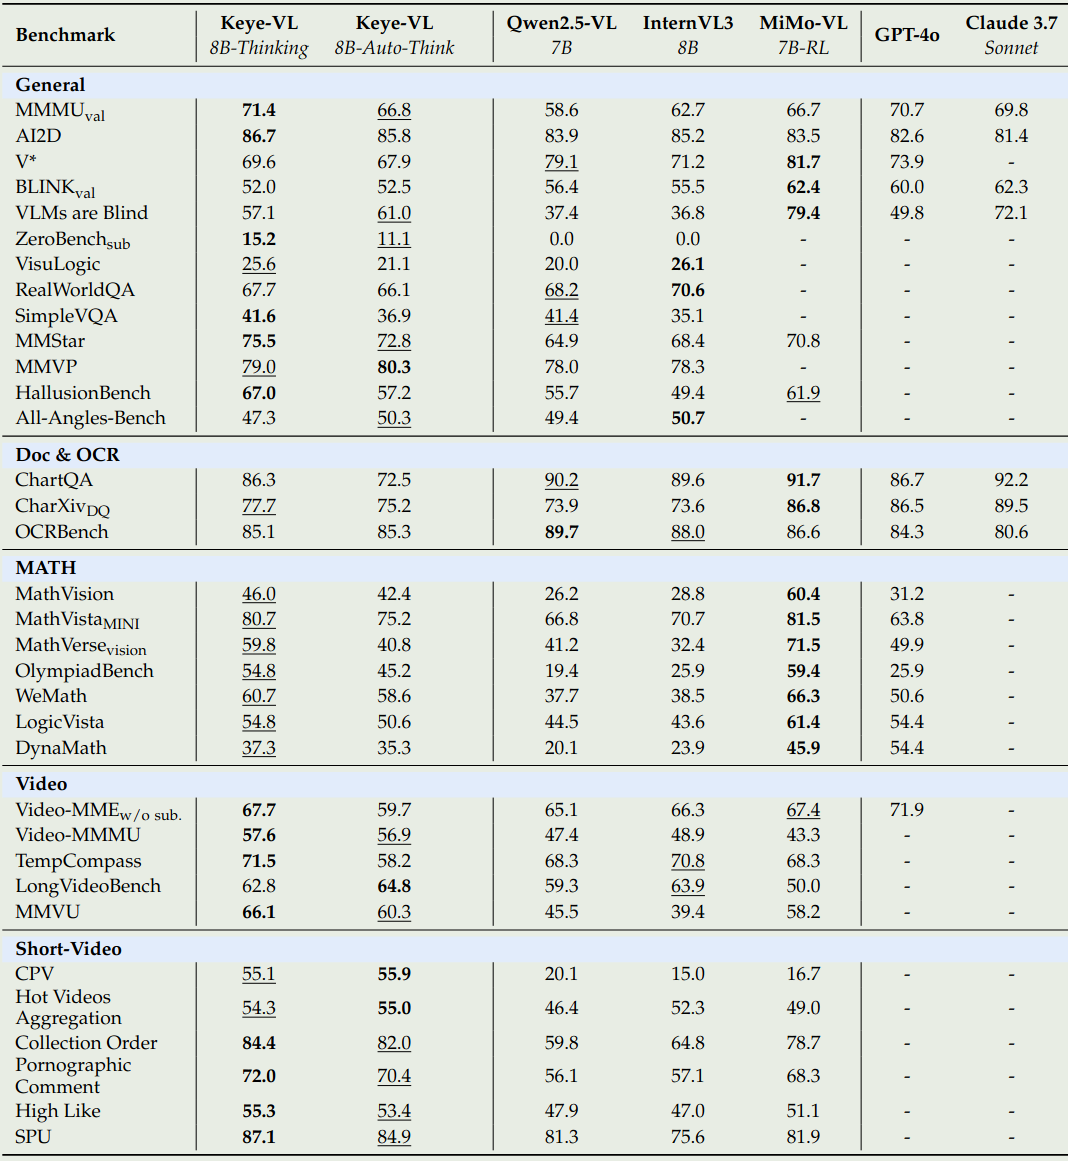 Benchmark Keye-VL Keye-VL Qwen2.5-VL InternVL3 MiMo-VL GPT-4o Claude 3.7
8B-Thinking 8B-Auto-Think 7B 8B 7B-RL Sonnet
General
MMMUval 71.4 66.8 58.6 62.7 66.7 70.7 69.8
AI2D 86.7 85.8 83.9 85.2 83.5 82.6 81.4
V* 69.6 67.9 79.1 71.2 81.7 73.9 -
BLINKval 52.0 52.5 56.4 55.5 62.4 60.0 62.3
VLMs are Blind 57.1 61.0 37.4 36.8 79.4 49.8 72.1
ZeroBenchsub 15.2 11.1 0.0 0.0 - - -
VisuLogic 25.6 21.1 20.0 26.1 - - -
RealWorldQA 67.7 66.1 68.2 70.6 - - -
SimpleVQA 41.6 36.9 41.4 35.1 - - -
MMStar 75.5 72.8 64.9 68.4 70.8 - -
MMVP 79.0 80.3 78.0 78.3 - - -
HallusionBench 67.0 57.2 55.7 49.4 61.9 - -
All-Angles-Bench 47.3 50.3 49.4 50.7 - - -
Doc & OCR
ChartQA 86.3 72.5 90.2 89.6 91.7 86.7 92.2
CharXivDQ 77.7 75.2 73.9 73.6 86.8 86.5 89.5
OCRBench 85.1 85.3 89.7 88.0 86.6 84.3 80.6
MATH
MathVision 46.0 42.4 26.2 28.8 60.4 31.2 -
MathVistaMINI 80.7 75.2 66.8 70.7 81.5 63.8 -
MathVersevision 59.8 40.8 41.2 32.4 71.5 49.9 -
OlympiadBench 54.8 45.2 19.4 25.9 59.4 25.9 -
WeMath 60.7 58.6 37.7 38.5 66.3 50.6 -
LogicVista 54.8 50.6 44.5 43.6 61.4 54.4 -
DynaMath 37.3 35.3 20.1 23.9 45.9 54.4 -
Video
Video-MMEw/o sub. 67.7 59.7 65.1 66.3 67.4 71.9 -
Video-MMMU 57.6 56.9 47.4 48.9 43.3 - -
TempCompass 71.5 58.2 68.3 70.8 68.3 - -
LongVideoBench 62.8 64.8 59.3 63.9 50.0 - -
MMVU 66.1 60.3 45.5 39.4 58.2 - -
Short-Video
CPV 55.1 55.9 20.1 15.0 16.7 - -
Hot Videos
Aggregation 54.3 55.0 46.4 52.3 49.0 - -
Collection Order 84.4 82.0 59.8 64.8 78.7 - -
Pornographic
Comment 72.0 70.4 56.1 57.1 68.3 - -
High Like 55.3 53.4 47.9 47.0 51.1 - -
SPU 87.1 84.9 81.3 75.6 81.9 - -